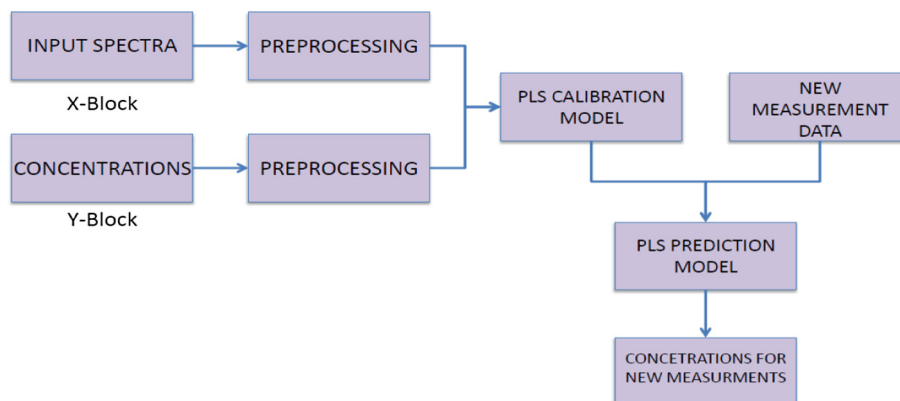 INPUT SPECTRA
PREPROCESSING
X-Block
PLS CALIBRATION
MODEL
NEW
MEASUREMENT
DATA
CONCENTRATIONS
PREPROCESSING
Y-Block
PLS PREDICTION
MODEL
CONCETRATIONS FOR
NEW MEASURMENTS